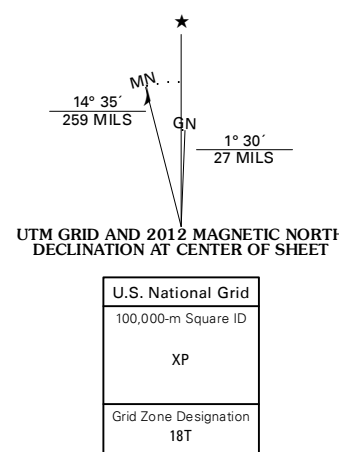 MN
14° 35´
259 MILS
GN
1° 30´
27 MILS
UTM GRID AND 2012 MAGNETIC NORTH
DECLINATION AT CENTER OF SHEET
U.S. National Grid
100,000-m Square ID
XP
Grid Zone Designation
18T